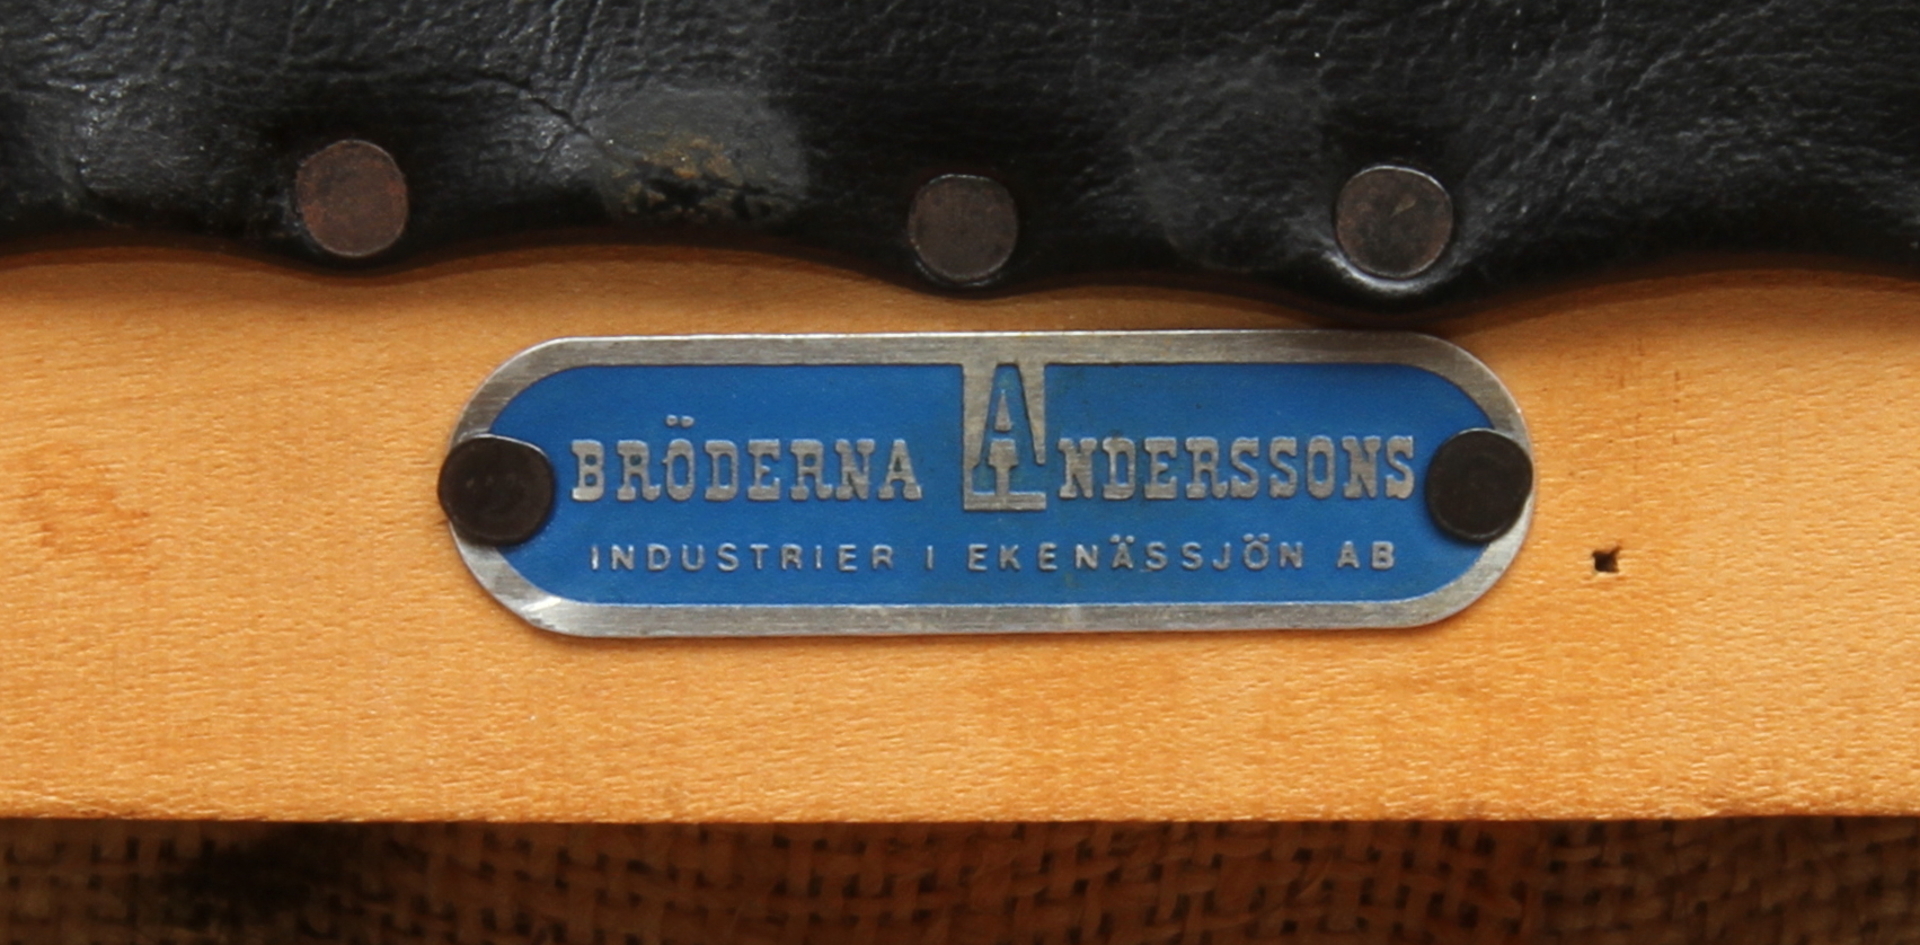 BRÖDERNA ANDERSSONS
INDUSTRIER I EKENÄSSJÖN AB